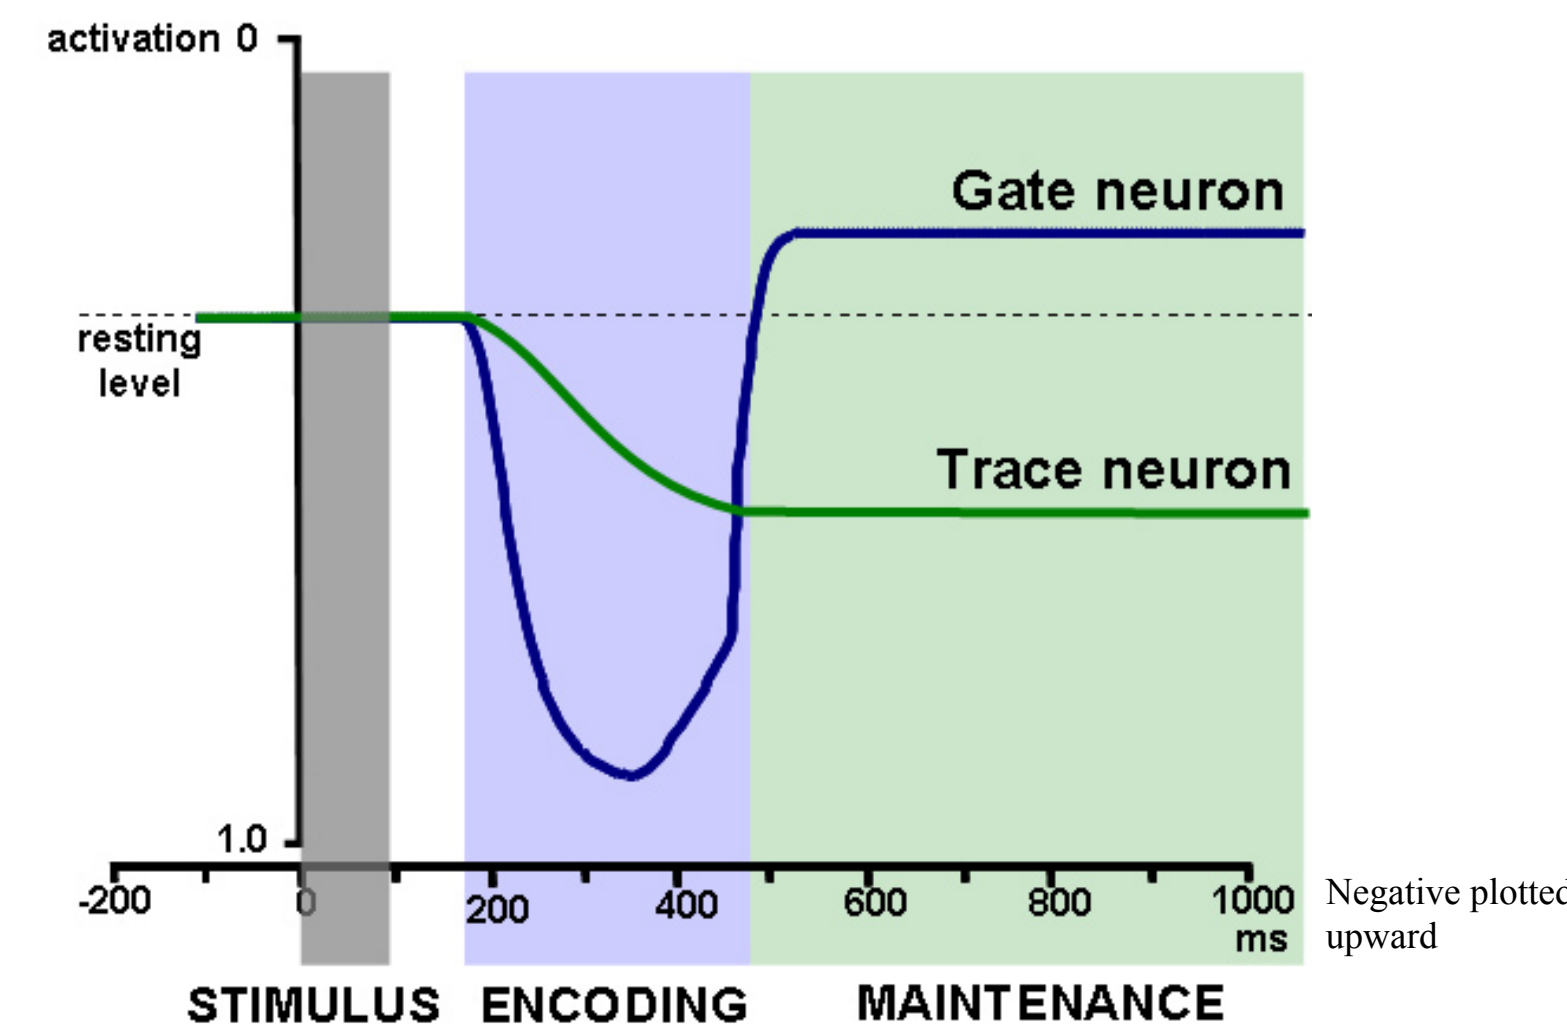 activation 0
Gate neuron
resting
level
Trace neuron
1.0
-200 0 200 400 600 800 1000
ms
Negative plotted
upward
STIMULUS ENCODING MAINTENANCE